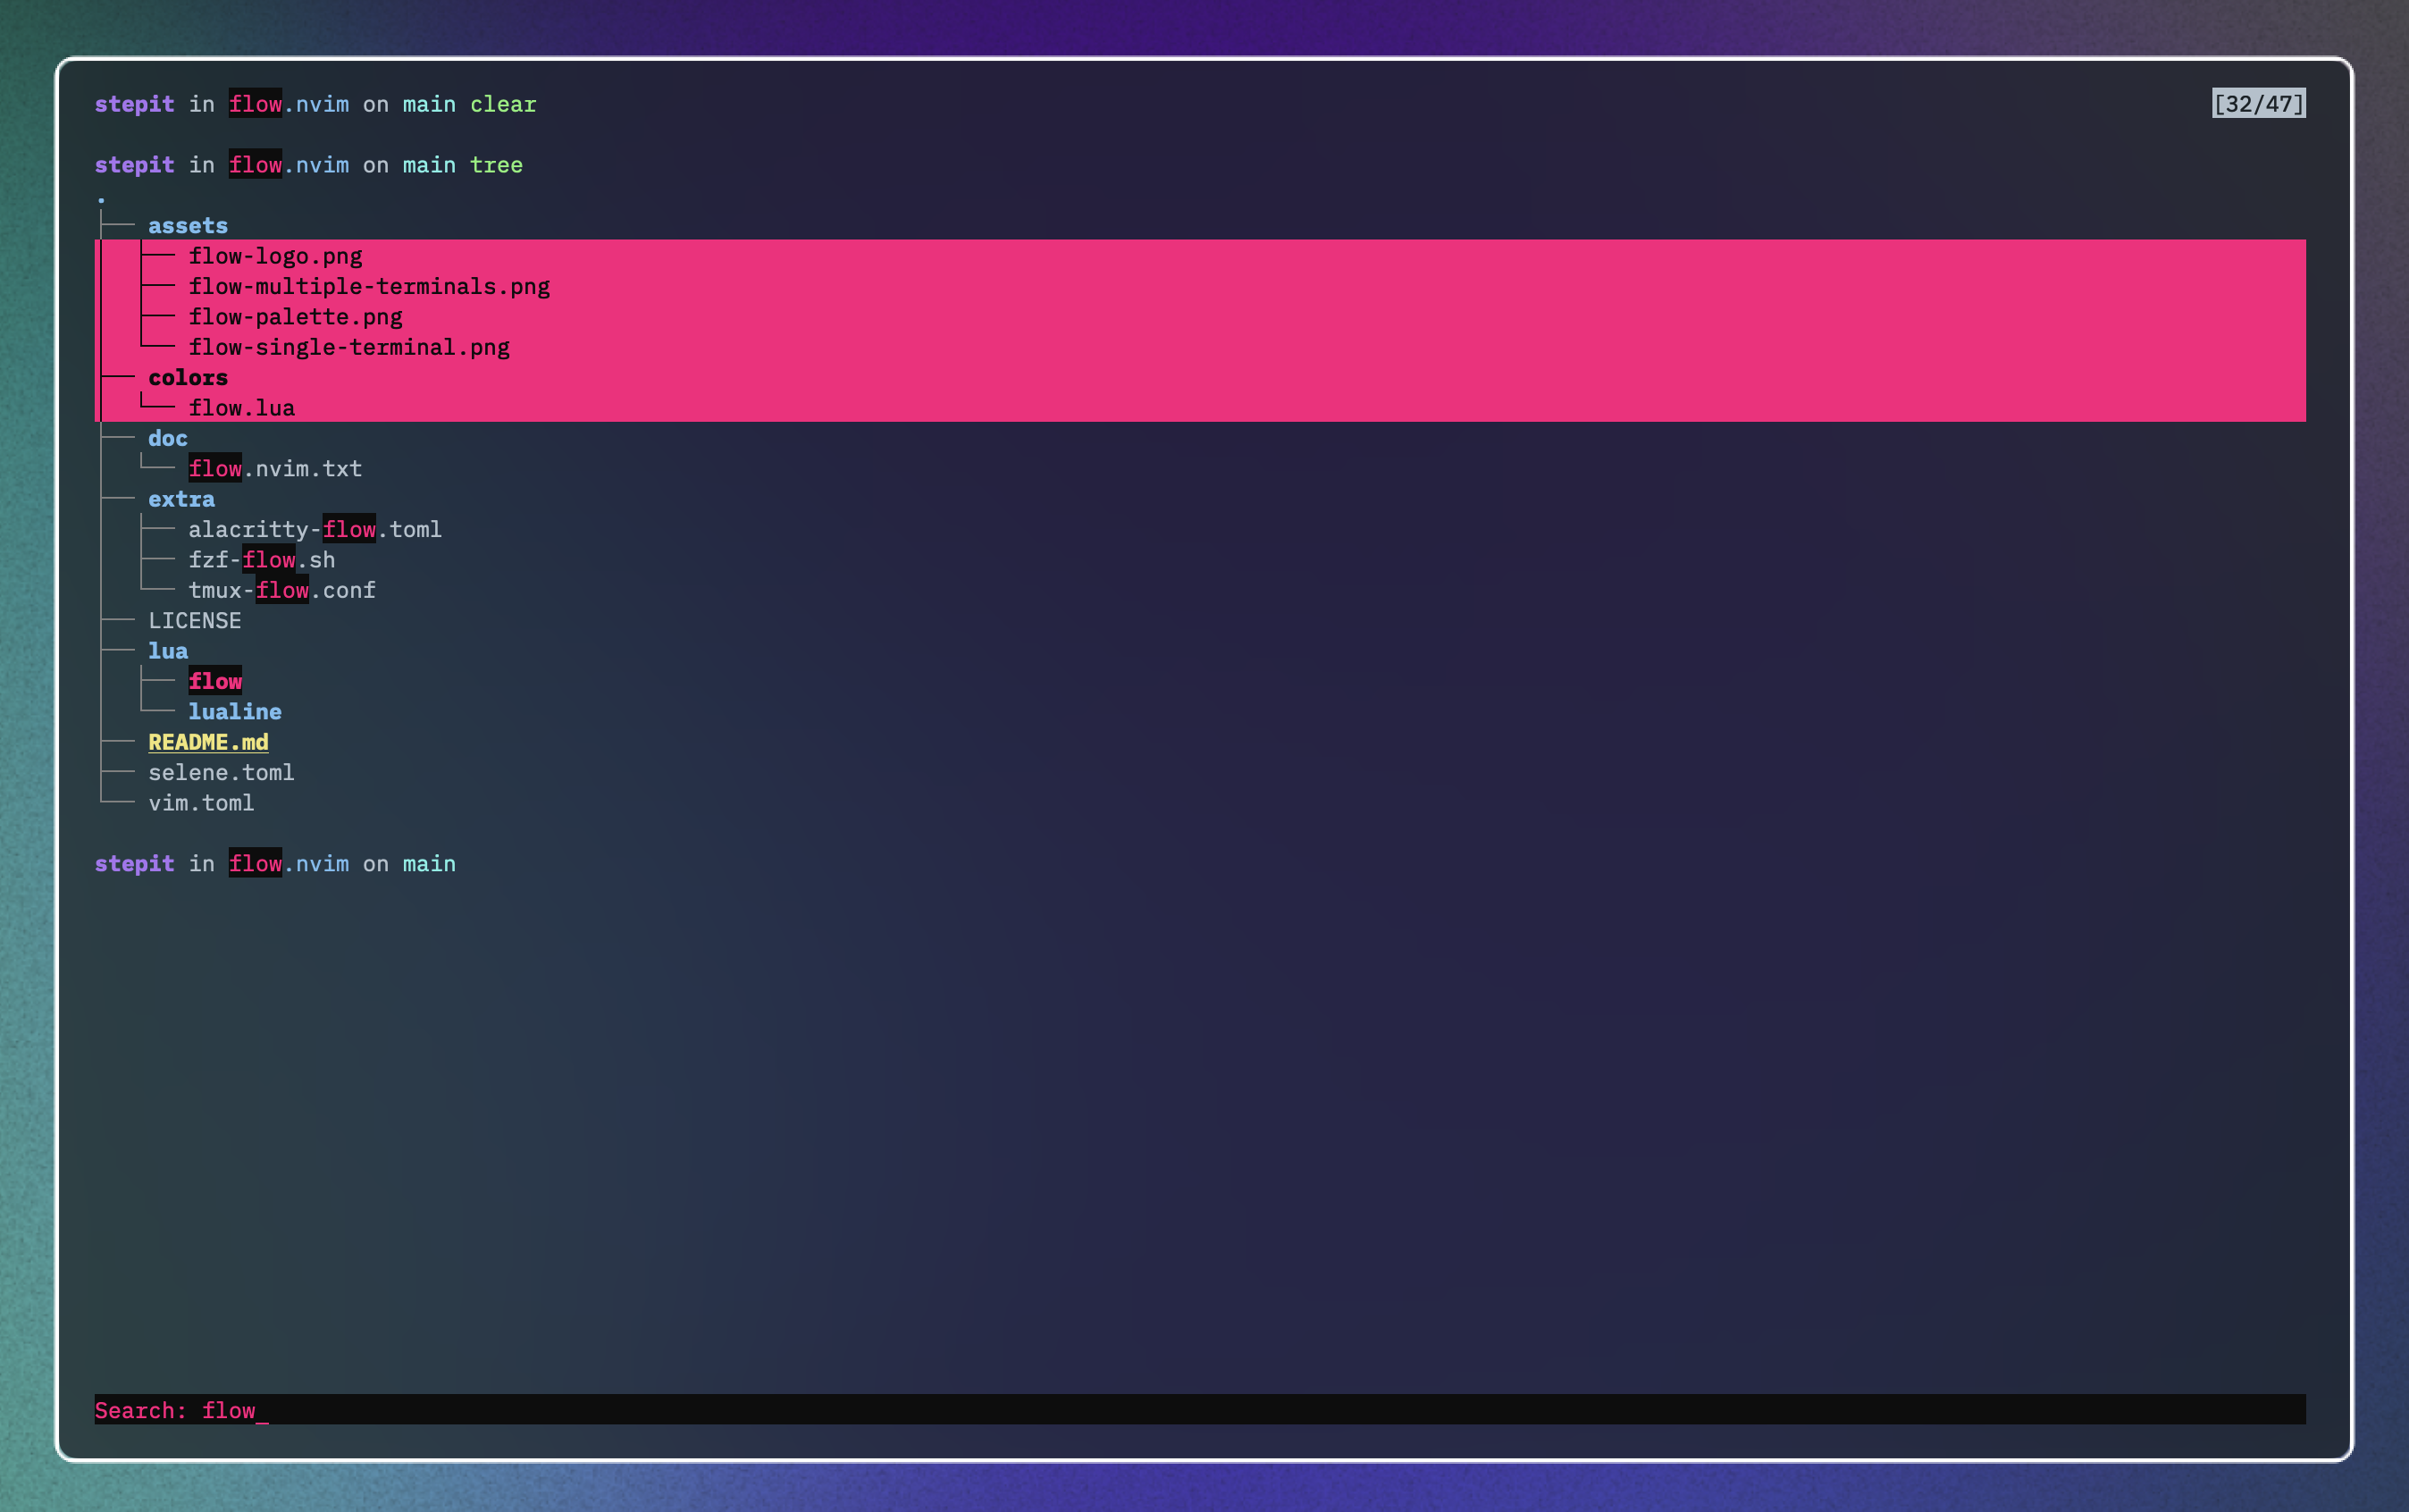 stepit in flow.nvim on main clear [32/47]
stepit in flow.nvim on main tree
.
├── assets
│  ├── flow-logo.png
│  ├── flow-multiple-terminals.png
│  ├── flow-palette.png
│  └── flow-single-terminal.png
├── colors
│  └── flow.lua
├── doc
│  └── flow.nvim.txt
├── extra
│  ├── alacritty-flow.toml
│  ├── fzf-flow.sh
│  └── tmux-flow.conf
├── LICENSE
├── lua
│  ├── flow
│  └── lualine
├── README.md
├── selene.toml
└── vim.toml
stepit in flow.nvim on main
Search: flow_